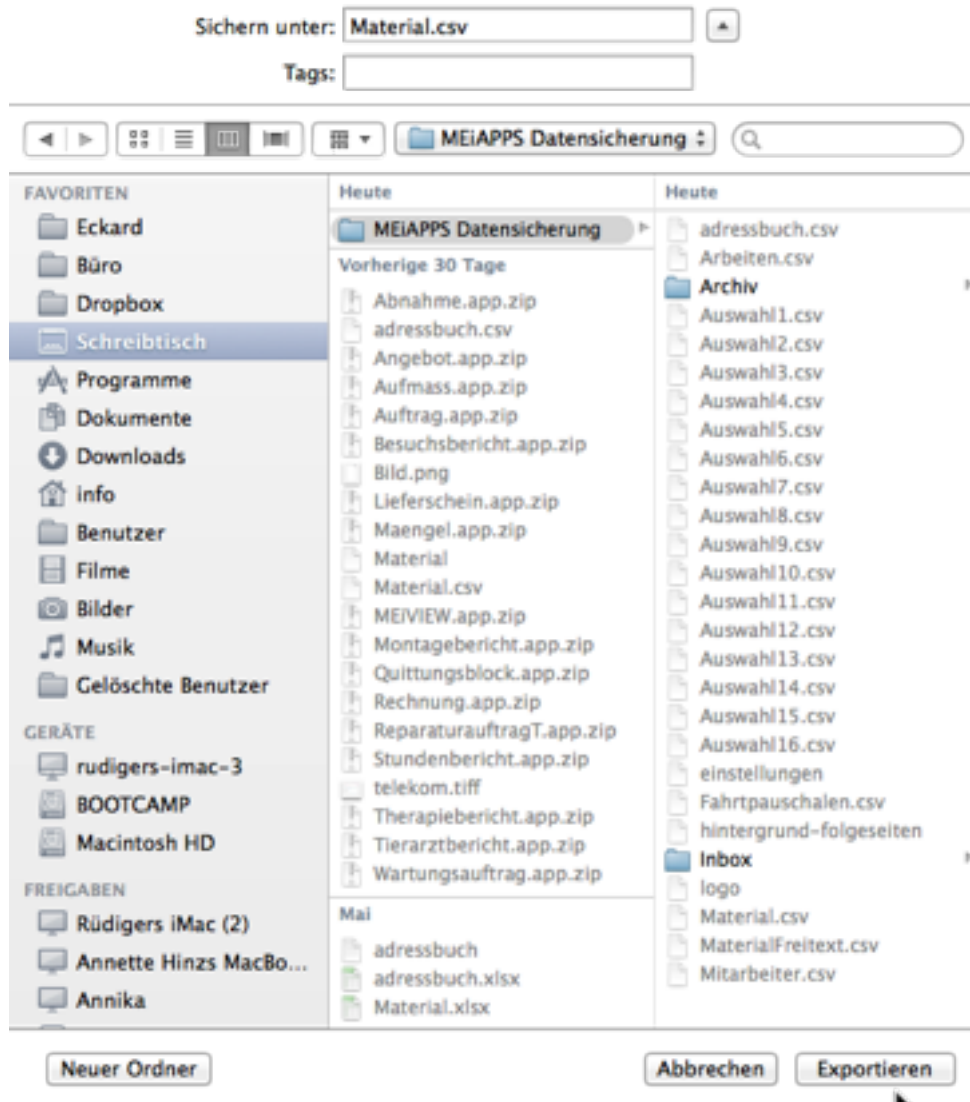 Sichern unter: Material.csv
Tags:
MEiAPPS Datensicherung
FAVORITEN
Eckard
Büro
Dropbox
Schreibtisch
Programme
Dokumente
Downloads
info
Benutzer
Filme
Bilder
Musik
Gelöschte Benutzer
GERÄTE
rudigers-imac-3
BOOTCAMP
Macintosh HD
FREIGABEN
Rüdigers iMac (2)
Annette Hinzs MacBo...
Annika
Heute
MEiAPPS Datensicherung
Vorherige 30 Tage
Abnahme.app.zip
adressbuch.csv
Angebot.app.zip
Aufmass.app.zip
Auftrag.app.zip
Besuchsbericht.app.zip
Bild.png
Lieferschein.app.zip
Maengel.app.zip
Material
Material.csv
MEiVIEW.app.zip
Montagebericht.app.zip
Quittungsblock.app.zip
Rechnung.app.zip
ReparaturauftragT.app.zip
Stundenbericht.app.zip
telekom.tiff
Therapiebericht.app.zip
Tierarztbericht.app.zip
Wartungsauftrag.app.zip
Mai
adressbuch
adressbuch.xlsx
Material.xlsx
Heute
adressbuch.csv
Arbeiten.csv
Archiv
Auswahl1.csv
Auswahl2.csv
Auswahl3.csv
Auswahl4.csv
Auswahl5.csv
Auswahl6.csv
Auswahl7.csv
Auswahl8.csv
Auswahl9.csv
Auswahl10.csv
Auswahl11.csv
Auswahl12.csv
Auswahl13.csv
Auswahl14.csv
Auswahl15.csv
Auswahl16.csv
einstellungen
Fahrtpauschalen.csv
hintergrund-folgeseiten
Inbox
logo
Material.csv
MaterialFreitext.csv
Mitarbeiter.csv
Neuer Ordner
Abbrechen
Exportieren